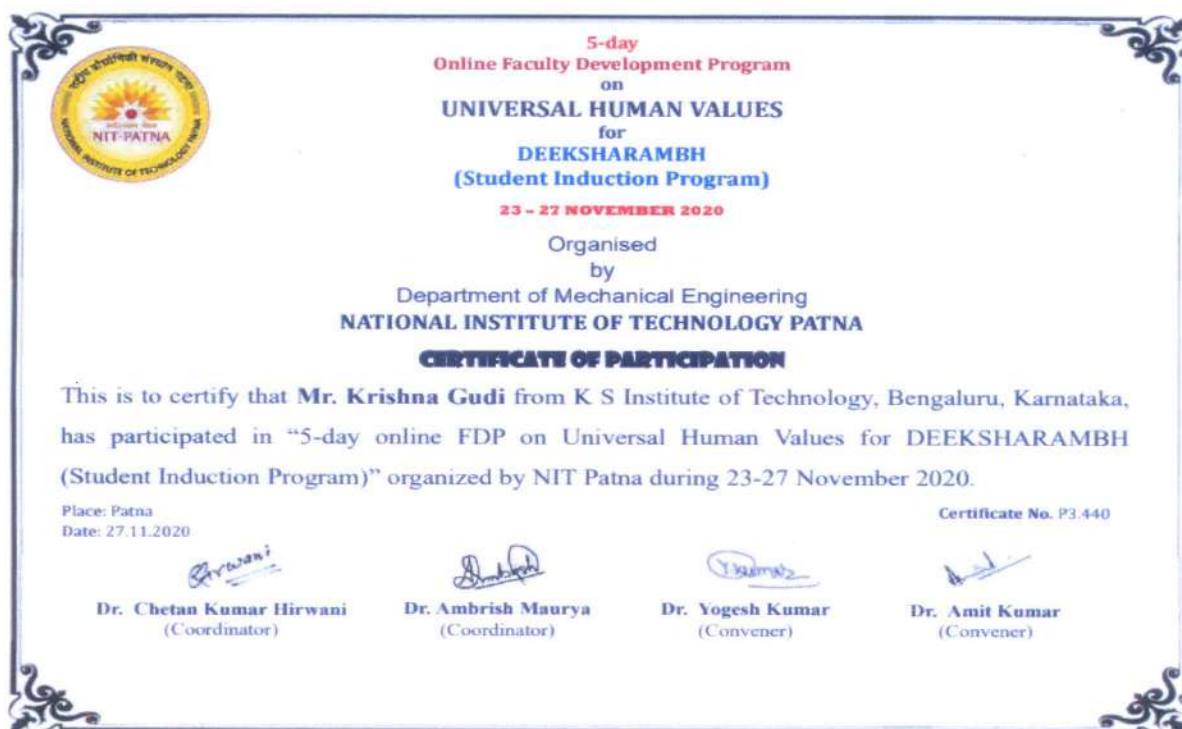 राष्ट्रीय प्रौद्योगिकी संस्थान पटना
NIT-PATNA
NATIONAL INSTITUTE OF TECHNOLOGY PATNA
5-day
Online Faculty Development Program
on
UNIVERSAL HUMAN VALUES
for
DEEKSHARAMBH
(Student Induction Program)
23 – 27 NOVEMBER 2020
Organised
by
Department of Mechanical Engineering
NATIONAL INSTITUTE OF TECHNOLOGY PATNA
CERTIFICATE OF PARTICIPATION
This is to certify that Mr. Krishna Gudi from K S Institute of Technology, Bengaluru, Karnataka,
has participated in “5-day online FDP on Universal Human Values for DEEKSHARAMBH
(Student Induction Program)” organized by NIT Patna during 23-27 November 2020.
Place: Patna
Certificate No. P3.440
Date: 27.11.2020
Dr. Chetan Kumar Hirwani Dr. Ambrish Maurya Dr. Yogesh Kumar Dr. Amit Kumar
(Coordinator) (Coordinator) (Convener) (Convener)